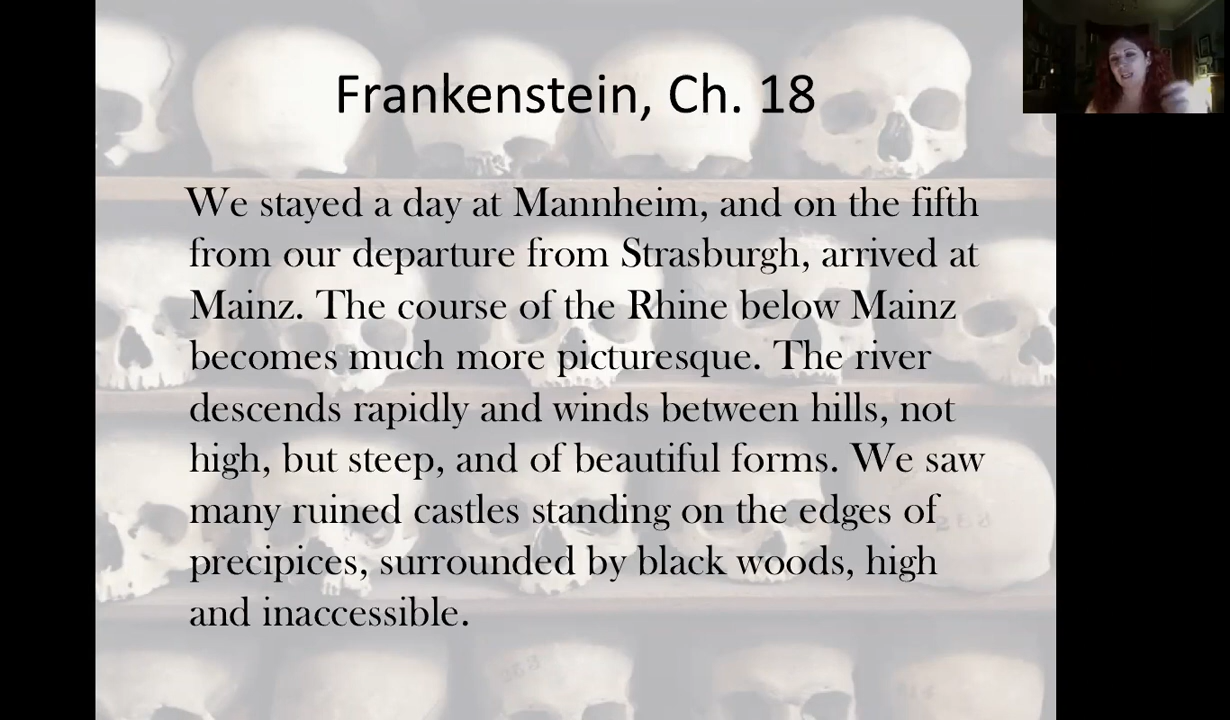 Frankenstein, Ch. 18
We stayed a day at Mannheim, and on the fifth
from our departure from Strasburgh, arrived at
Mainz. The course of the Rhine below Mainz
becomes much more picturesque. The river
descends rapidly and winds between hills, not
high, but steep, and of beautiful forms. We saw
many ruined castles standing on the edges of
precipices, surrounded by black woods, high
and inaccessible.